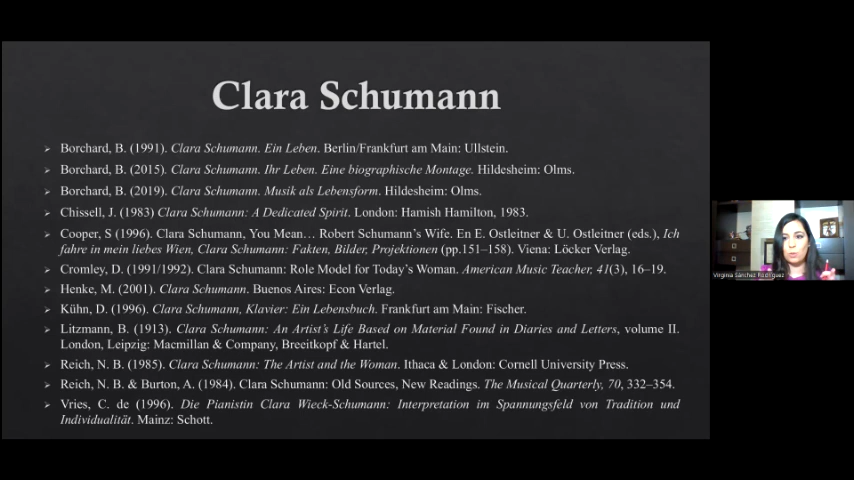 Clara Schumann
Borchard, B. (1991). Clara Schumann. Ein Leben. Berlin/Frankfurt am Main: Ullstein.
Borchard, B. (2015). Clara Schumann. Ihr Leben. Eine biographische Montage. Hildesheim: Olms.
Borchard, B. (2019). Clara Schumann. Musik als Lebensform. Hildesheim: Olms.
Chissell, J. (1983) Clara Schumann: A Dedicated Spirit. London: Hamish Hamilton, 1983.
Cooper, S (1996). Clara Schumann, You Mean… Robert Schumann's Wife. En E. Ostleitner & U. Ostleitner (eds.), Ich
fahre in mein liebes Wien, Clara Schumann: Fakten, Bilder, Projektionen (pp.151–158). Viena: Löcker Verlag.
Cromley, D. (1991/1992). Clara Schumann: Role Model for Today's Woman. American Music Teacher, 41(3), 16–19.
Henke, M. (2001). Clara Schumann. Buenos Aires: Econ Verlag.
Kühn, D. (1996). Clara Schumann, Klavier: Ein Lebensbuch. Frankfurt am Main: Fischer.
Litzmann, B. (1913). Clara Schumann: An Artist's Life Based on Material Found in Diaries and Letters, volume II.
London, Leipzig: Macmillan & Company, Breeitkopf & Hartel.
Reich, N. B. (1985). Clara Schumann: The Artist and the Woman. Ithaca & London: Cornell University Press.
Reich, N. B. & Burton, A. (1984). Clara Schumann: Old Sources, New Readings. The Musical Quarterly, 70, 332–354.
Vries, C. de (1996). Die Pianistin Clara Wieck-Schumann: Interpretation im Spannungsfeld von Tradition und
Individualität. Mainz: Schott.
Virginia Sánchez Rodríguez